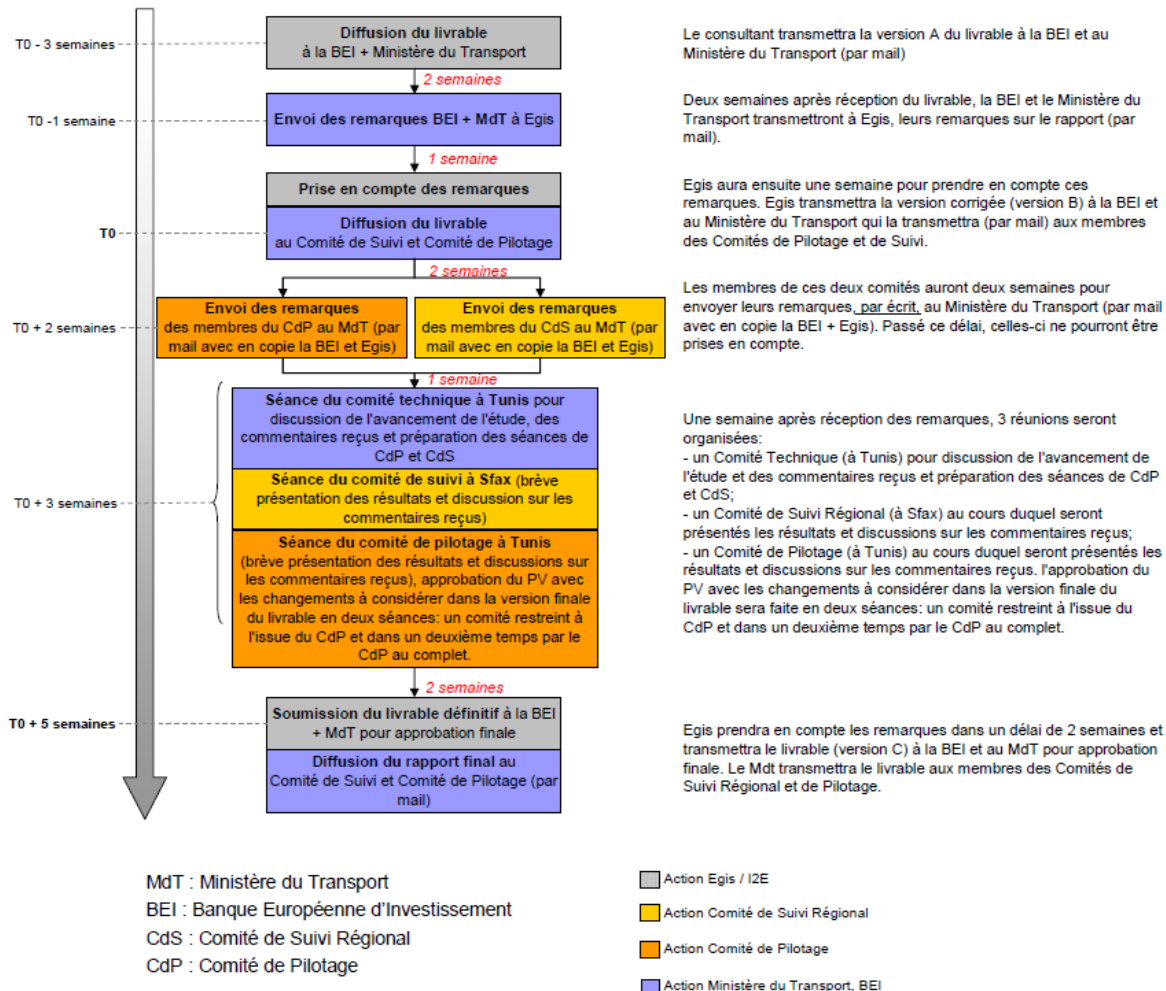 T0 - 3 semaines
Diffusion du livrable
à la BEI + Ministère du Transport
Le consultant transmettra la version A du livrable à la BEI et au
Ministère du Transport (par mail)
2 semaines
T0 -1 semaine
Envoi des remarques BEI + MdT à Egis
Deux semaines après réception du livrable, la BEI et le Ministère du
Transport transmettront à Egis, leurs remarques sur le rapport (par
mail).
1 semaine
Prise en compte des remarques
T0
Diffusion du livrable
au Comité de Suivi et Comité de Pilotage
Egis aura ensuite une semaine pour prendre en compte ces
remarques. Egis transmettra la version corrigée (version B) à la BEI et
au Ministère du Transport qui la transmettra (par mail) aux membres
des Comités de Pilotage et de Suivi.
2 semaines
T0 + 2 semaines
Envoi des remarques
des membres du CdP au MdT (par
mail avec en copie la BEI et Egis)
Envoi des remarques
des membres du CdS au MdT (par
mail avec en copie la BEI et Egis)
Les membres de ces deux comités auront deux semaines pour
envoyer leurs remarques, par écrit, au Ministère du Transport (par mail
avec en copie la BEI + Egis). Passé ce délai, celles-ci ne pourront être
prises en compte.
1 semaine
T0 + 3 semaines
Séance du comité technique à Tunis pour
discussion de l'avancement de l'étude, des
commentaires reçus et préparation des séances de
CdP et CdS
Séance du comité de suivi à Sfax (brève
présentation des résultats et discussion sur les
commentaires reçus)
Séance du comité de pilotage à Tunis
(brève présentation des résultats et discussions sur
les commentaires reçus), approbation du PV avec
les changements à considérer dans la version finale
du livrable en deux séances: un comité restreint à
l'issue du CdP et dans un deuxième temps par le
CdP au complet.
Une semaine après réception des remarques, 3 réunions seront
organisées:
- un Comité Technique (à Tunis) pour discussion de l'avancement de
l'étude et des commentaires reçus et préparation des séances de CdP
et CdS;
- un Comité de Suivi Régional (à Sfax) au cours duquel seront
présentés les résultats et discussions sur les commentaires reçus;
- un Comité de Pilotage (à Tunis) au cours duquel seront présentés les
résultats et discussions sur les commentaires reçus. l'approbation du
PV avec les changements à considérer dans la version finale du
livrable sera faite en deux séances: un comité restreint à l'issue du
CdP et dans un deuxième temps par le CdP au complet.
2 semaines
T0 + 5 semaines
Soumission du livrable définitif à la BEI
+ MdT pour approbation finale
Diffusion du rapport final au
Comité de Suivi et Comité de Pilotage (par
mail)
Egis prendra en compte les remarques dans un délai de 2 semaines et
transmettra le livrable (version C) à la BEI et au MdT pour approbation
finale. Le Mdt transmettra le livrable aux membres des Comités de
Suivi Régional et de Pilotage.
MdT : Ministère du Transport
BEI : Banque Européenne d'Investissement
CdS : Comité de Suivi Régional
CdP : Comité de Pilotage
Action Egis / I2E
Action Comité de Suivi Régional
Action Comité de Pilotage
Action Ministère du Transport, BEI